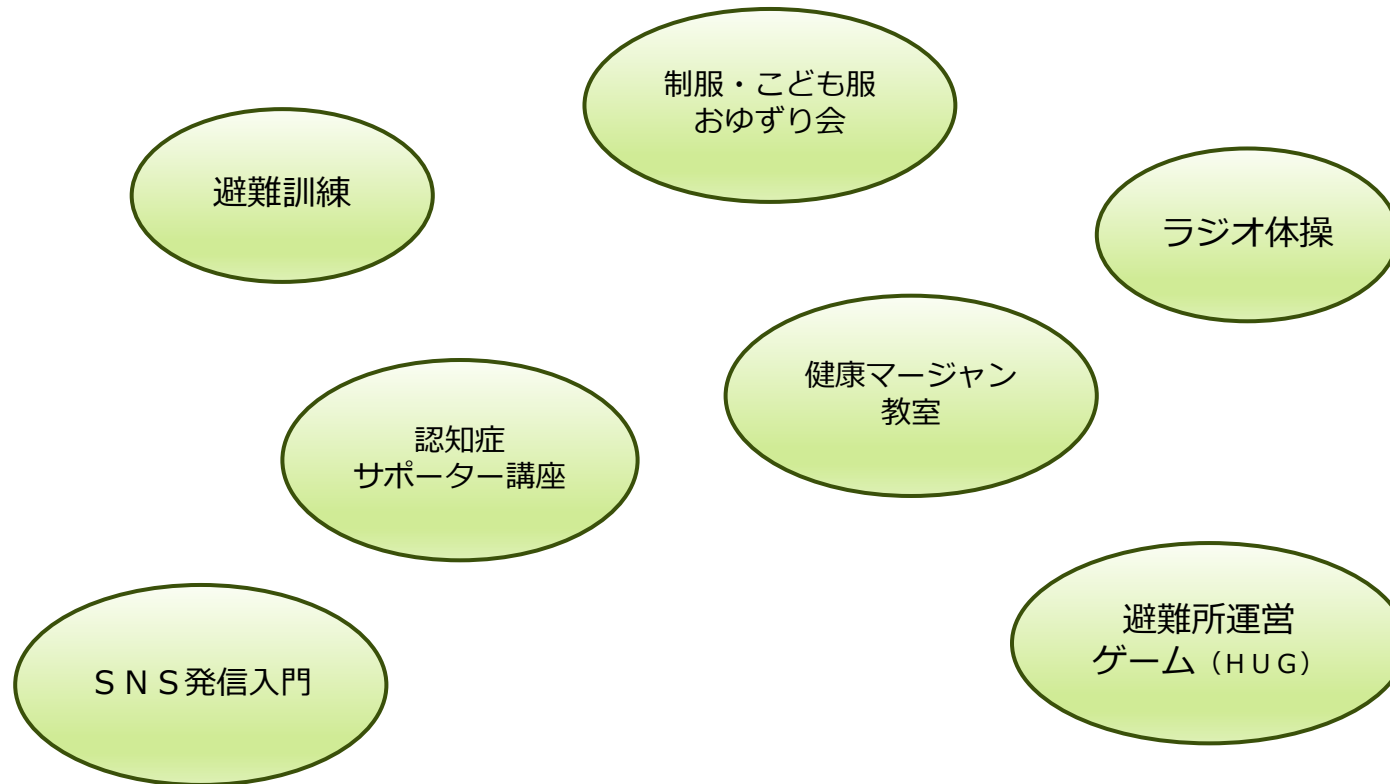 制服・こども服
おゆずり会
避難訓練
ラジオ体操
健康マージャン
教室
認知症
サポーター講座
避難所運営
ゲーム（ＨＵＧ）
ＳＮＳ発信入門